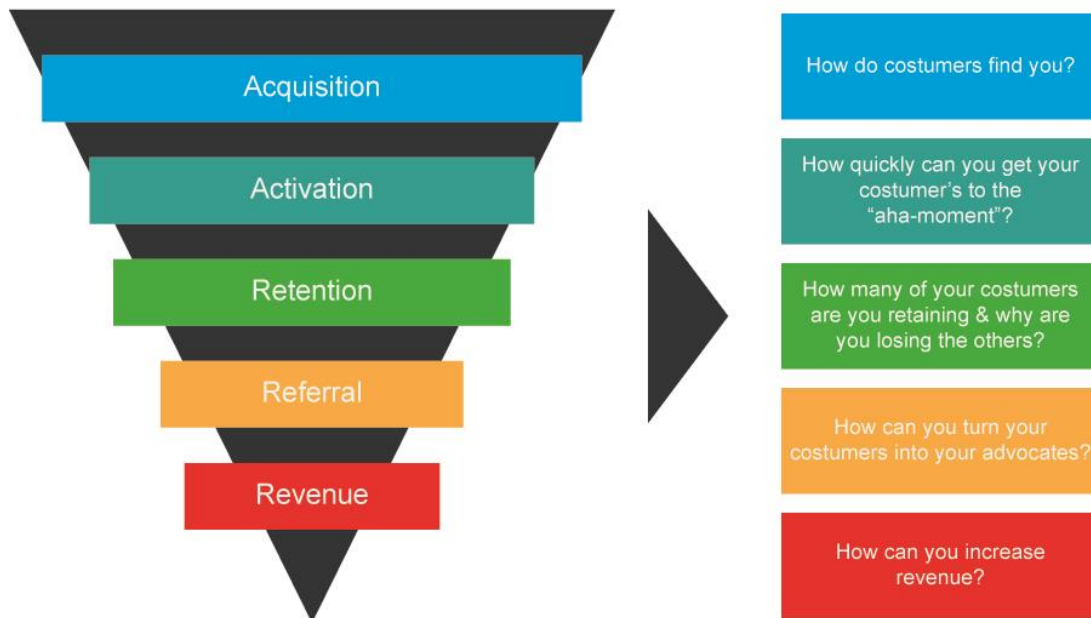 Acquisition
Activation
Retention
Referral
Revenue
How do costumers find you?
How quickly can you get your
costumer’s to the
“aha-moment”?
How many of your costumers
are you retaining & why are
you losing the others?
How can you turn your
costumers into your advocates?
How can you increase
revenue?